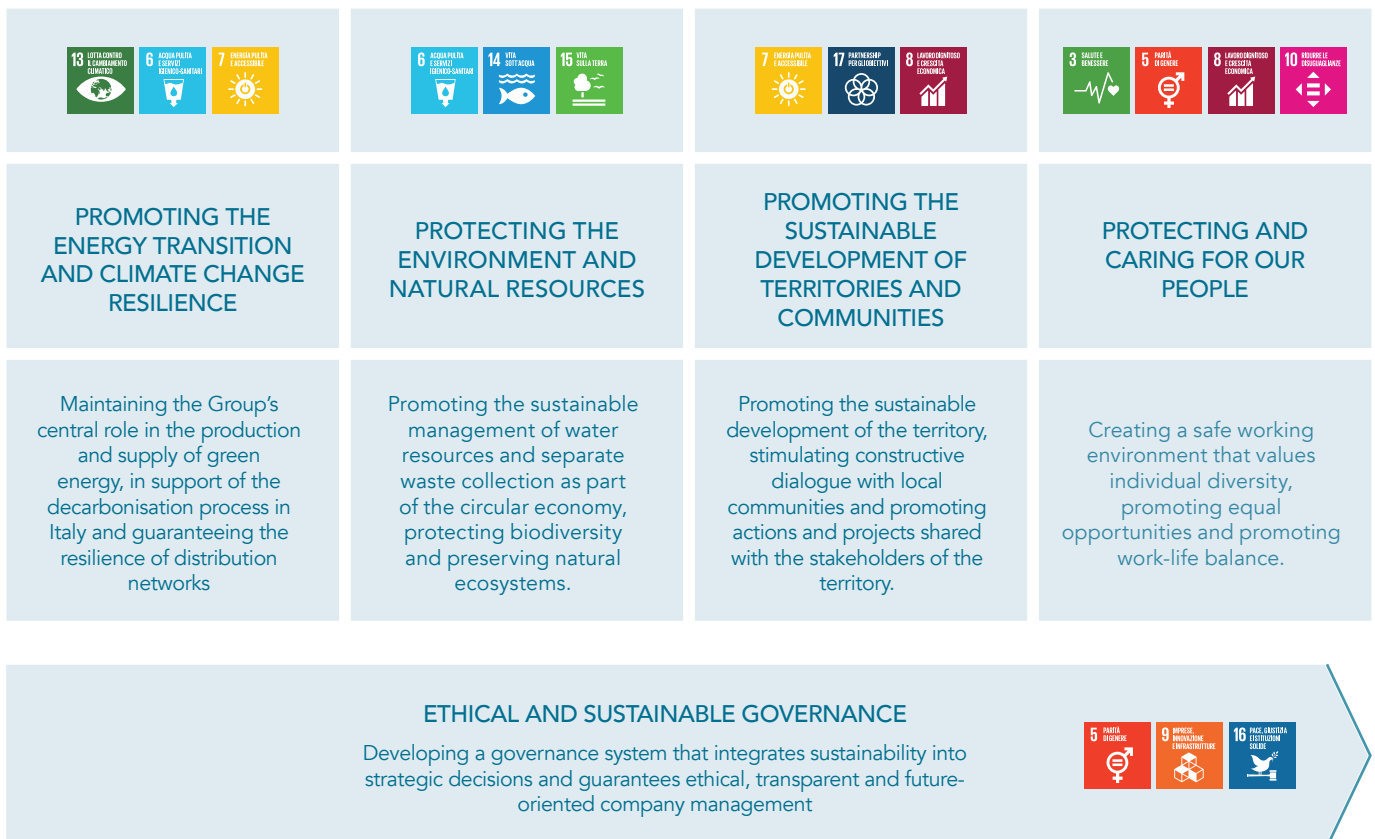 13 LOTTA CONTRO
IL CAMBIAMENTO
CLIMATICO
6 ACQUA PULITA
E SERVIZI
IGIENICO-SANITARI
7 ENERGIA PULITA
E ACCESSIBILE
6 ACQUA PULITA
E SERVIZI
IGIENICO-SANITARI
14 VITA
SOTT'ACQUA
15 VITA
SULLA TERRA
7 ENERGIA PULITA
E ACCESSIBILE
17 PARTNERSHIP
PER GLI OBIETTIVI
8 LAVORO DIGNITOSO
E CRESCITA
ECONOMICA
3 SALUTE E
BENESSERE
5 PARITÀ
DI GENERE
8 LAVORO DIGNITOSO
E CRESCITA
ECONOMICA
10 RIDURRE LE
DISUGUAGLIANZE
PROMOTING THE
ENERGY TRANSITION
AND CLIMATE CHANGE
RESILIENCE
PROTECTING THE
ENVIRONMENT AND
NATURAL RESOURCES
PROMOTING THE
SUSTAINABLE
DEVELOPMENT OF
TERRITORIES AND
COMMUNITIES
PROTECTING AND
CARING FOR OUR
PEOPLE
Maintaining the Group's
central role in the production
and supply of green
energy, in support of the
decarbonisation process in
Italy and guaranteeing the
resilience of distribution
networks
Promoting the sustainable
management of water
resources and separate
waste collection as part
of the circular economy,
protecting biodiversity
and preserving natural
ecosystems.
Promoting the sustainable
development of the territory,
stimulating constructive
dialogue with local
communities and promoting
actions and projects shared
with the stakeholders of the
territory.
Creating a safe working
environment that values
individual diversity,
promoting equal
opportunities and promoting
work-life balance.
ETHICAL AND SUSTAINABLE GOVERNANCE
Developing a governance system that integrates sustainability into
strategic decisions and guarantees ethical, transparent and future-
oriented company management
5 PARITÀ
DI GENERE
9 IMPRESE,
INNOVAZIONE
E INFRASTRUTTURE
16 PACE, GIUSTIZIA
E ISTITUZIONI
SOLIDE